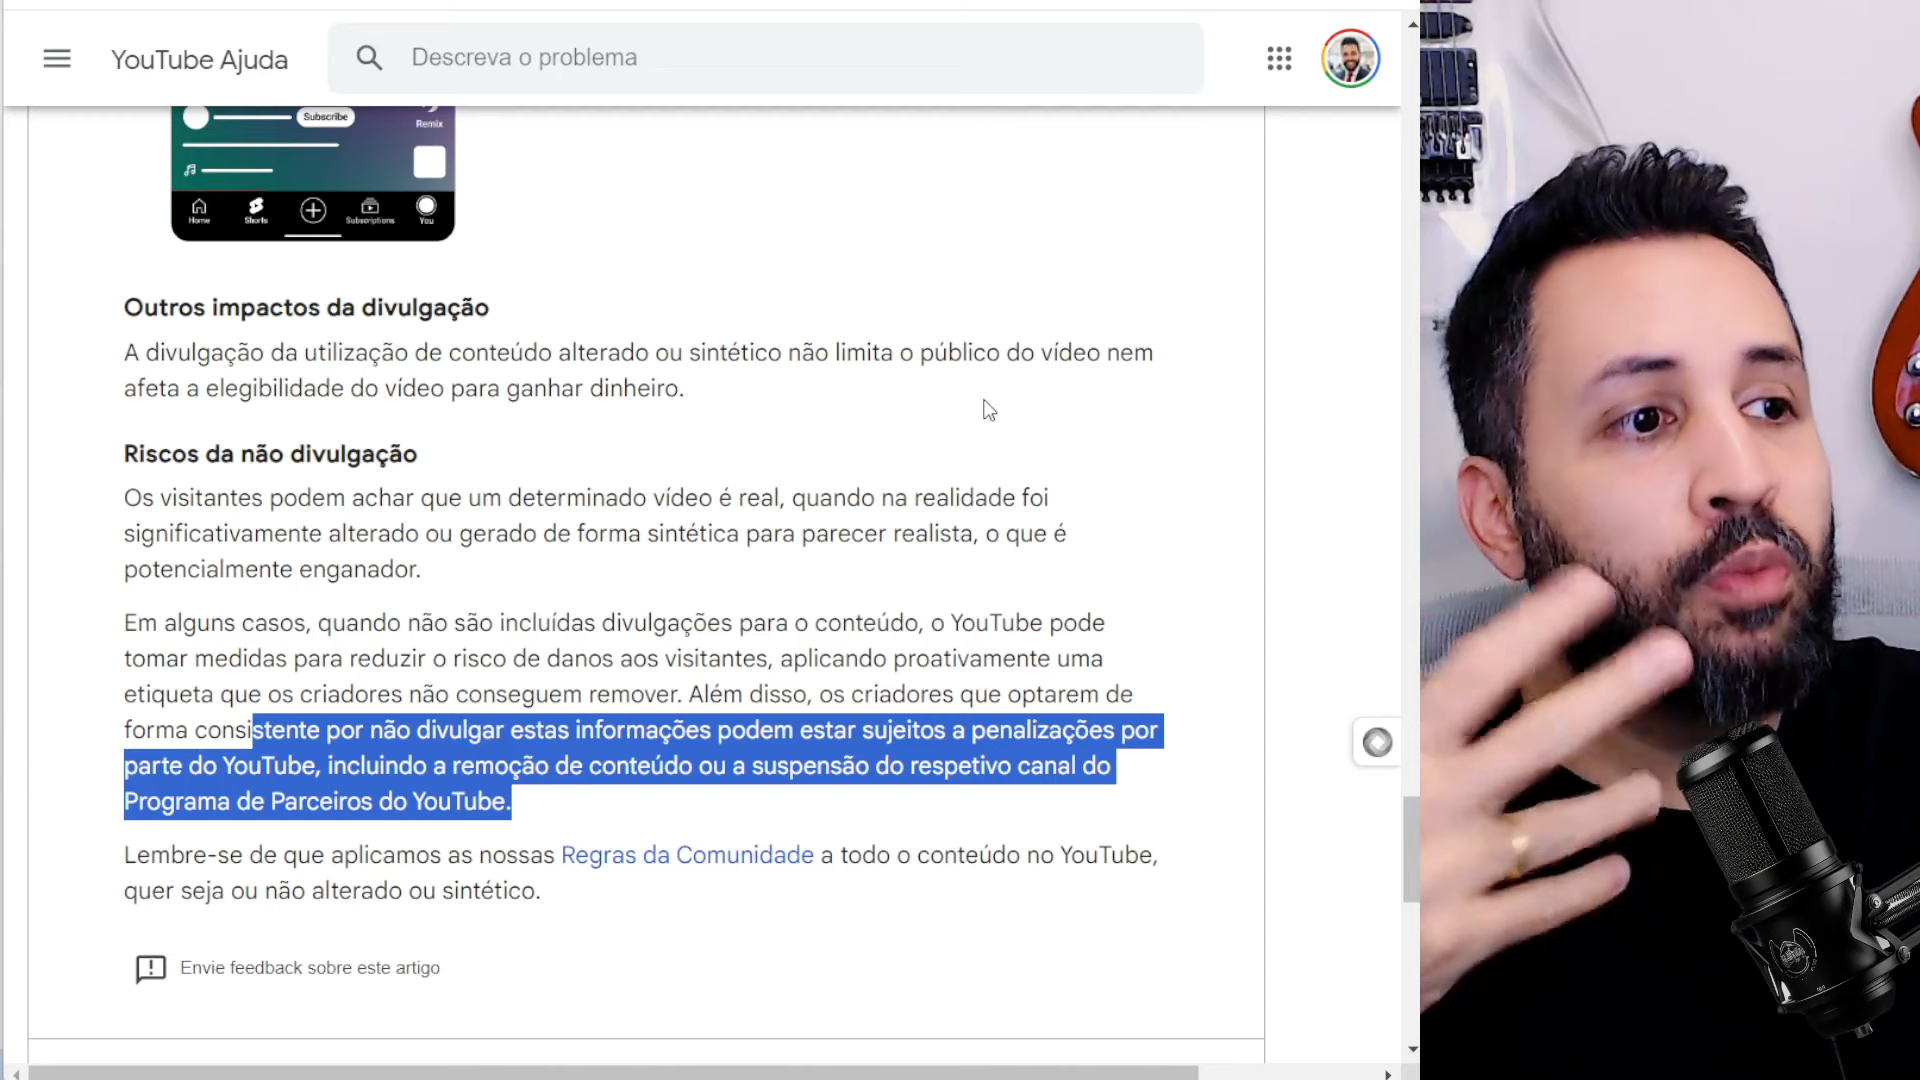 YouTube Ajuda
Descreva o problema
Subscribe
Remix
Home
Shorts
Subscriptions
You
Outros impactos da divulgação
A divulgação da utilização de conteúdo alterado ou sintético não limita o público do vídeo nem
afeta a elegibilidade do vídeo para ganhar dinheiro.
Riscos da não divulgação
Os visitantes podem achar que um determinado vídeo é real, quando na realidade foi
significativamente alterado ou gerado de forma sintética para parecer realista, o que é
potencialmente enganador.
Em alguns casos, quando não são incluídas divulgações para o conteúdo, o YouTube pode
tomar medidas para reduzir o risco de danos aos visitantes, aplicando proativamente uma
etiqueta que os criadores não conseguem remover. Além disso, os criadores que optarem de
forma consistente por não divulgar estas informações podem estar sujeitos a penalizações por
parte do YouTube, incluindo a remoção de conteúdo ou a suspensão do respetivo canal do
Programa de Parceiros do YouTube.
Lembre-se de que aplicamos as nossas Regras da Comunidade a todo o conteúdo no YouTube,
quer seja ou não alterado ou sintético.
Envie feedback sobre este artigo